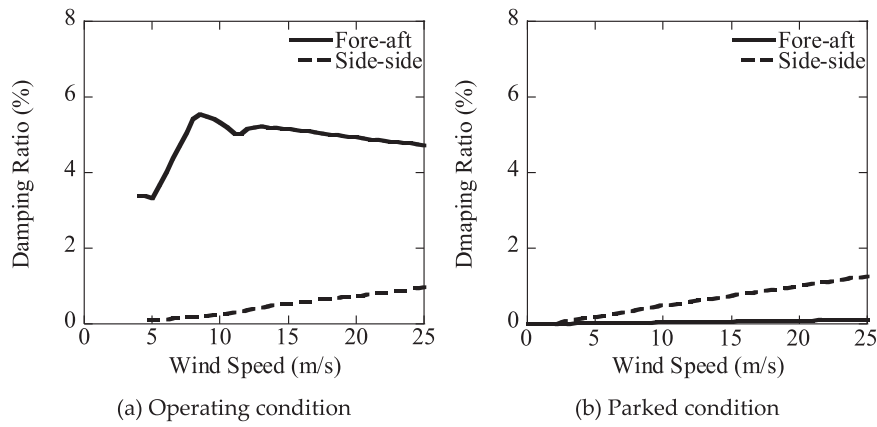 8
6
4
2
0
Damping Ratio (%)
Fore-aft
Side-side
0
5
10
15
20
25
Wind Speed (m/s)
(a) Operating condition
8
6
4
2
0
Dmaping Ratio (%)
Fore-aft
Side-side
0
5
10
15
20
25
Wind Speed (m/s)
(b) Parked condition